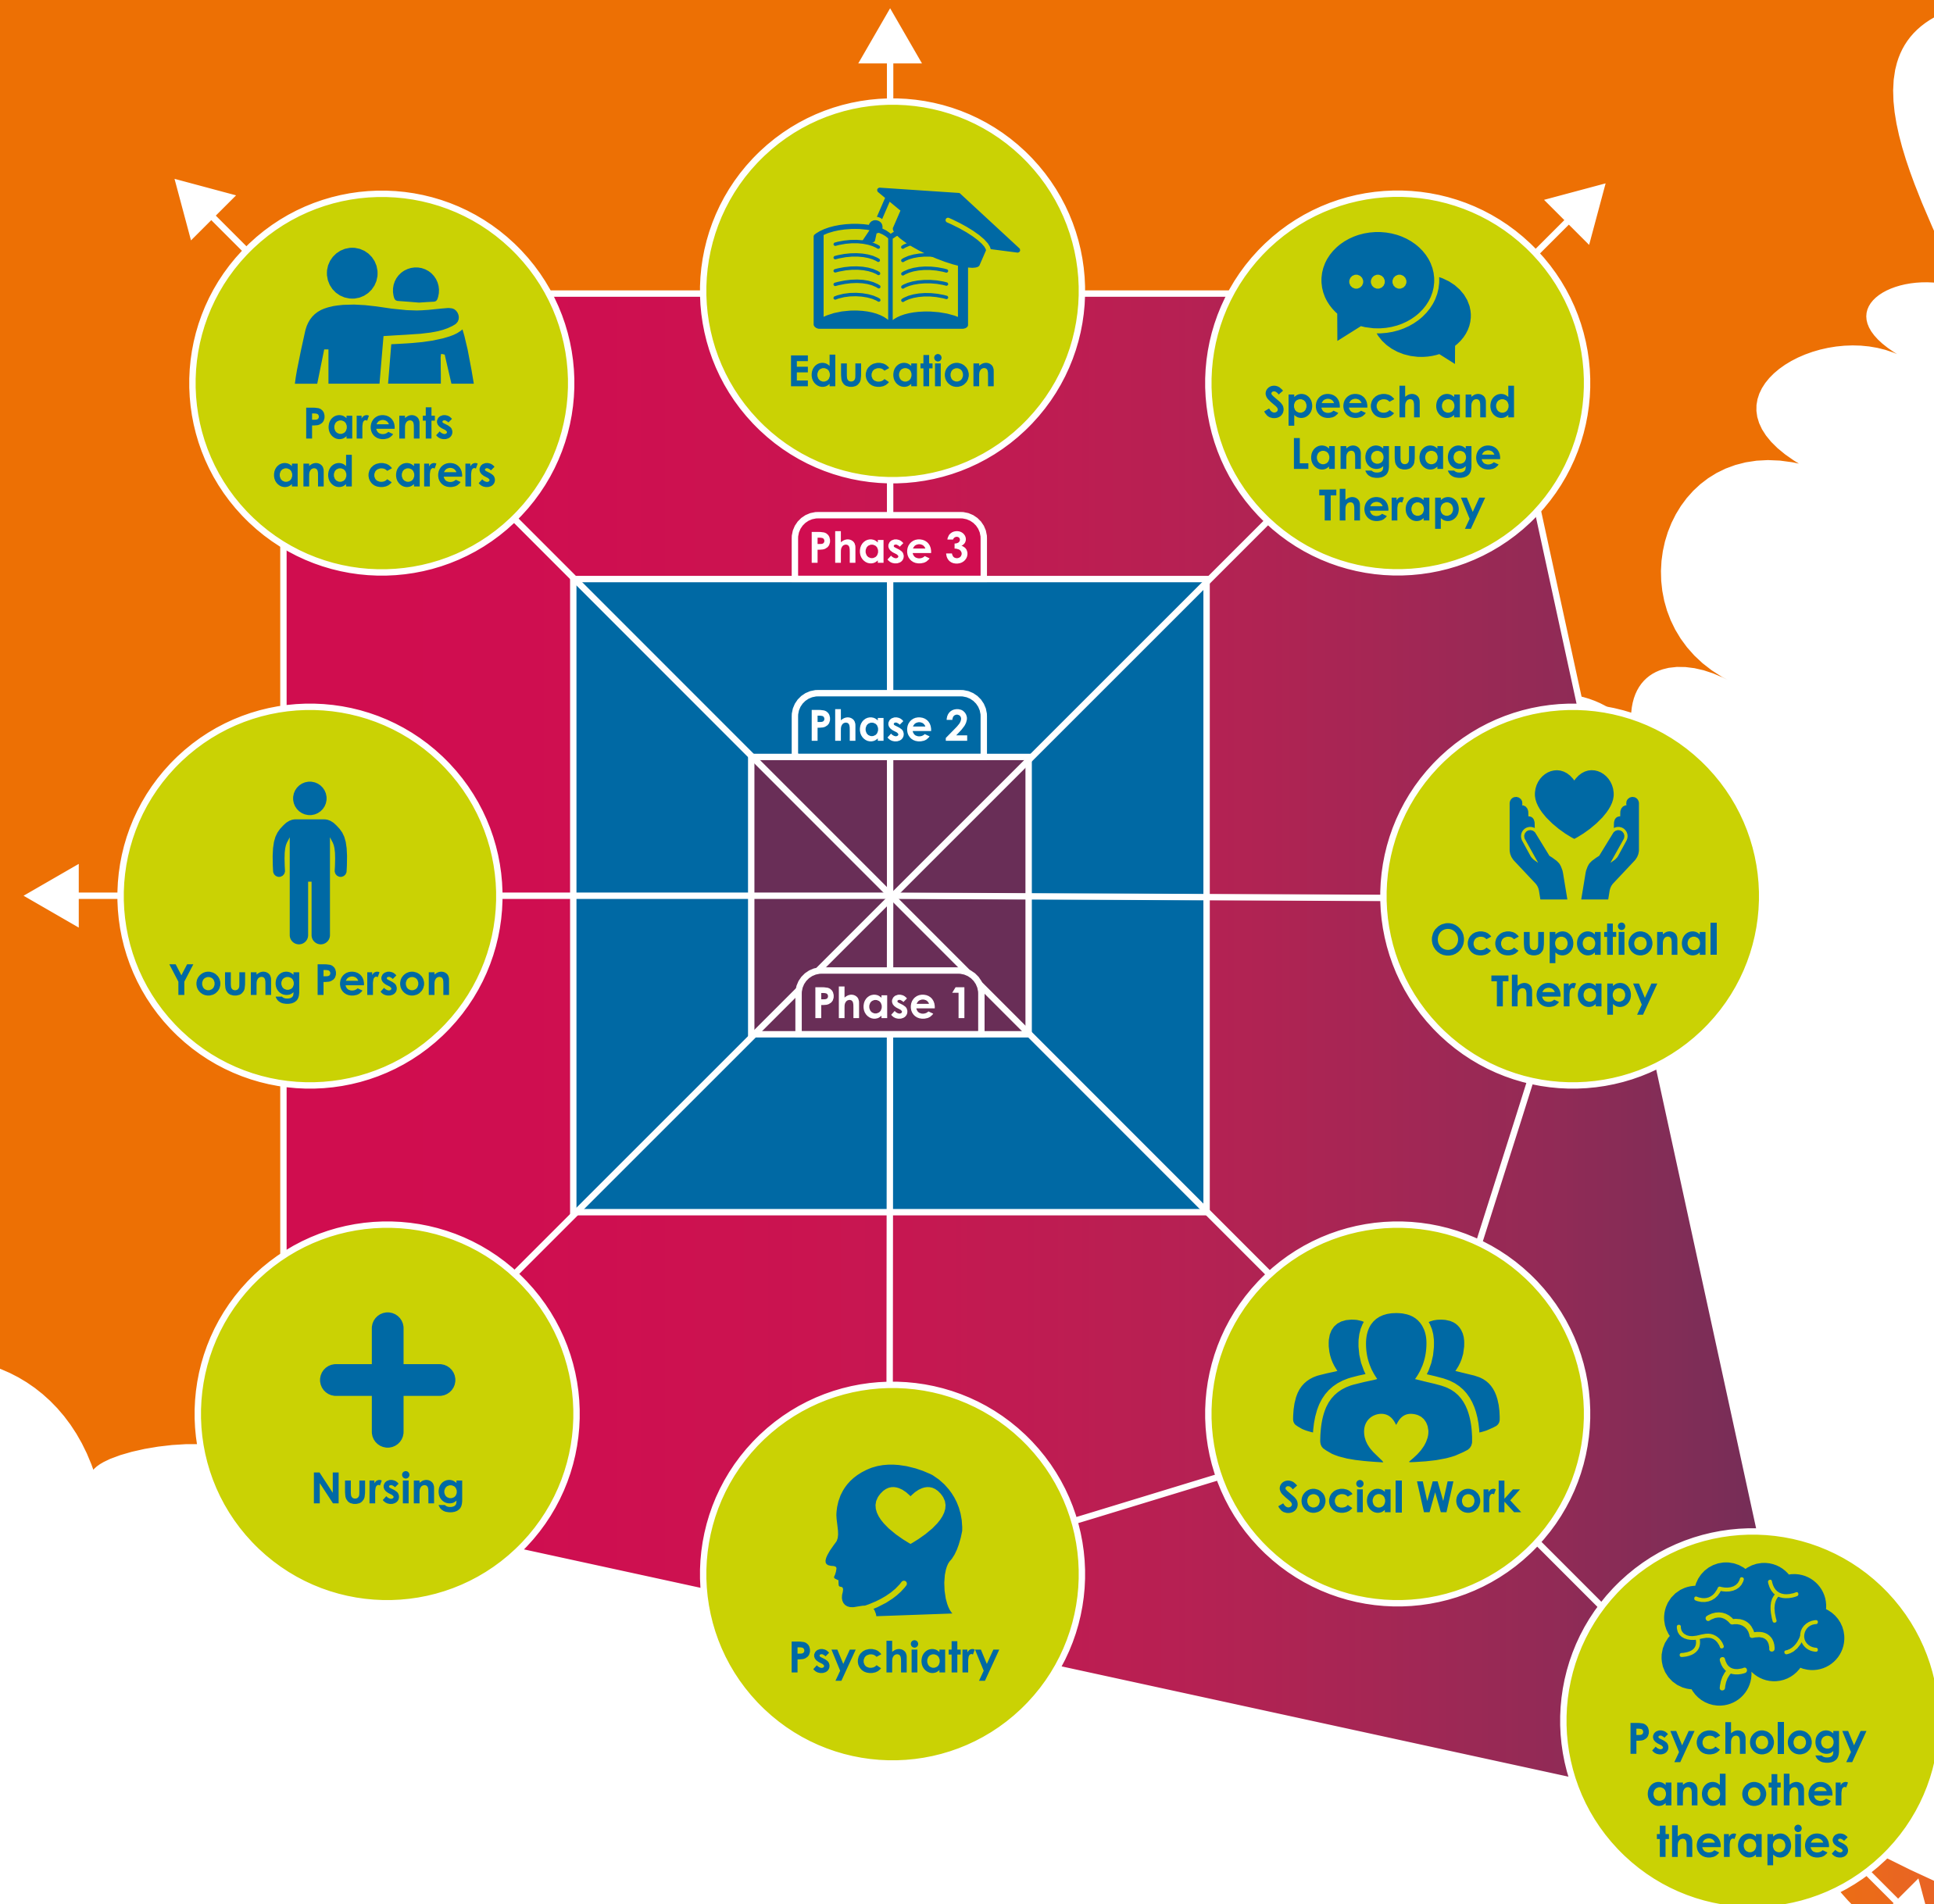 Education
Parents
and carers
Speech and
Language
Therapy
Phase 3
Phase 2
Young Person
Occupational
Therapy
Phase 1
Nursing
Social Work
Psychiatry
Psychology
and other
therapies